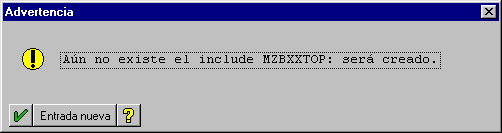 Advertencia
Aún no existe el include MZBXXTOP: será creado.
Entrada nueva